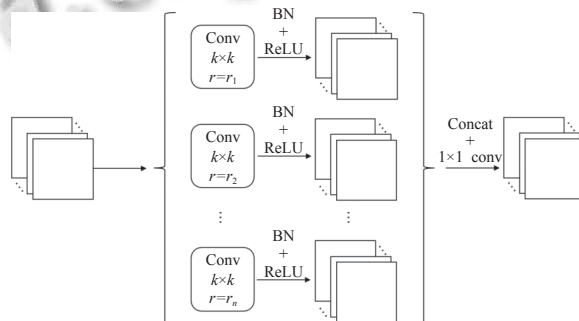 Conv
k×k
r=r₁
BN
+
ReLU
Conv
k×k
r=r₂
BN
+
ReLU
⋮
⋮
Conv
k×k
r=rₙ
BN
+
ReLU
Concat
+
1×1 conv